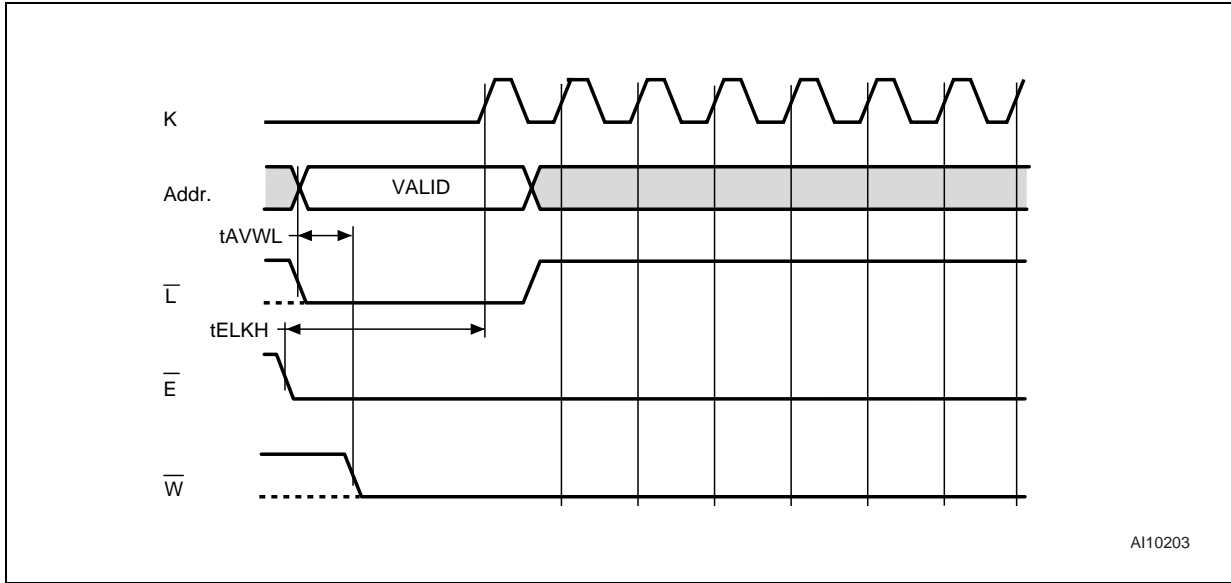 K
Addr.
VALID
tAVWL
L
tELKH
E
W
AI10203